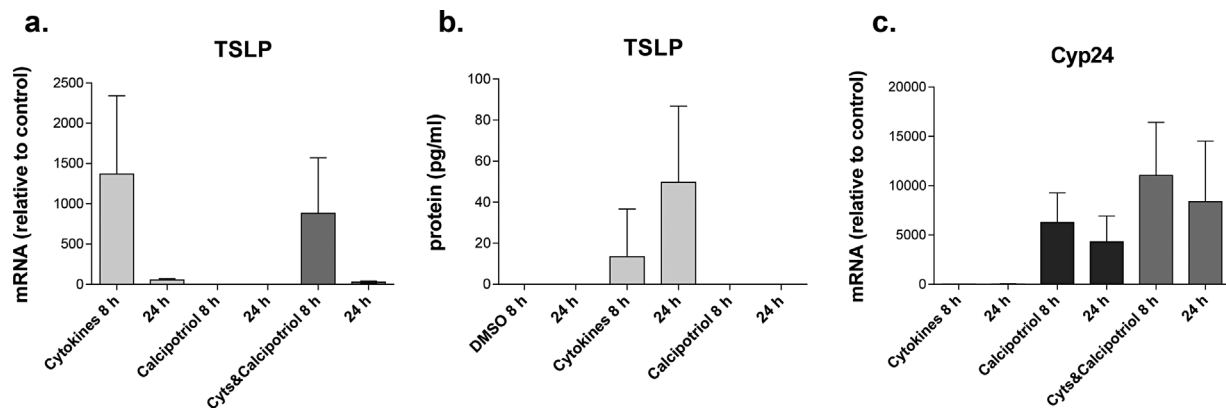 a.
TSLP
mRNA (relative to control)
2500
2000
1500
1000
500
0
Cytokines 8 h
24 h
Calcipotriol 8 h
24 h
Cyts&Calcipotriol 8 h
24 h
b.
TSLP
protein (pg/ml)
100
80
60
40
20
0
DMSO 8 h
24 h
Cytokines 8 h
24 h
Calcipotriol 8 h
24 h
c.
Cyp24
mRNA (relative to control)
20000
15000
10000
5000
0
Cytokines 8 h
24 h
Calcipotriol 8 h
24 h
Cyts&Calcipotriol 8 h
24 h